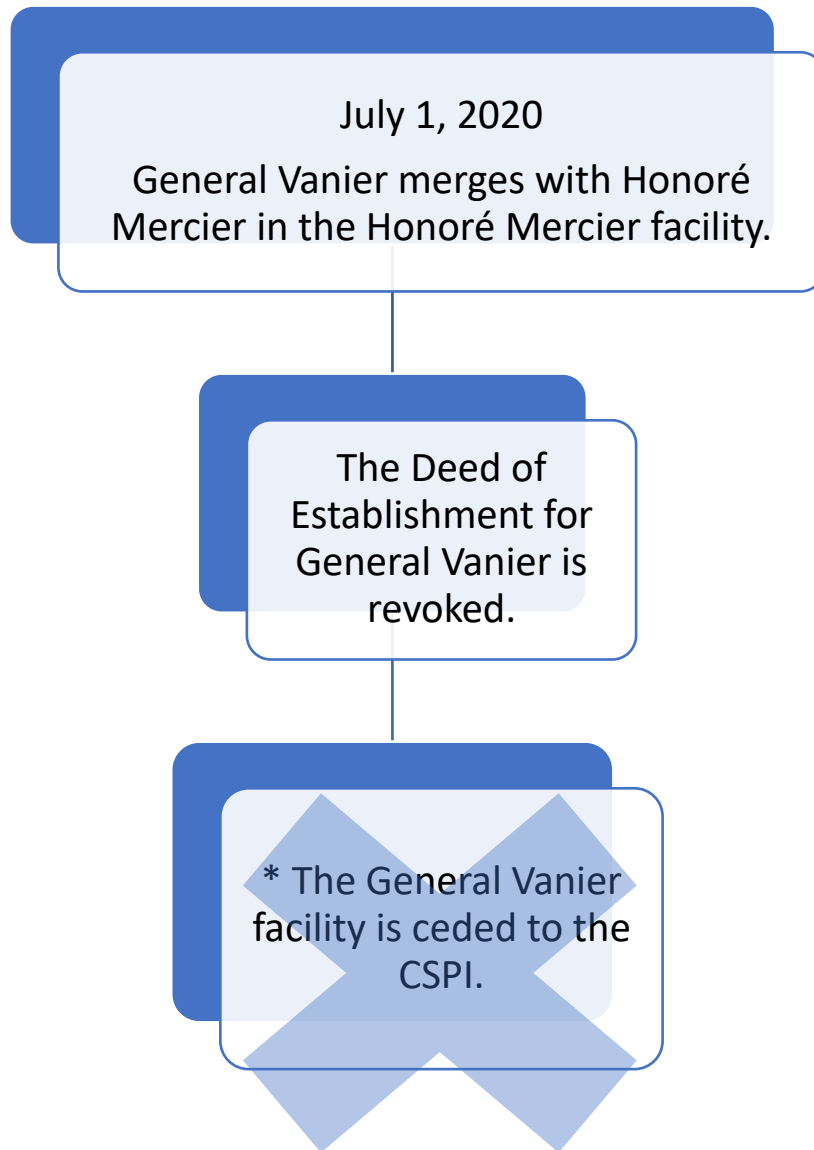 July 1, 2020
General Vanier merges with Honoré
Mercier in the Honoré Mercier facility.
The Deed of
Establishment for
General Vanier is
revoked.
* The General Vanier
facility is ceded to the
CSPI.